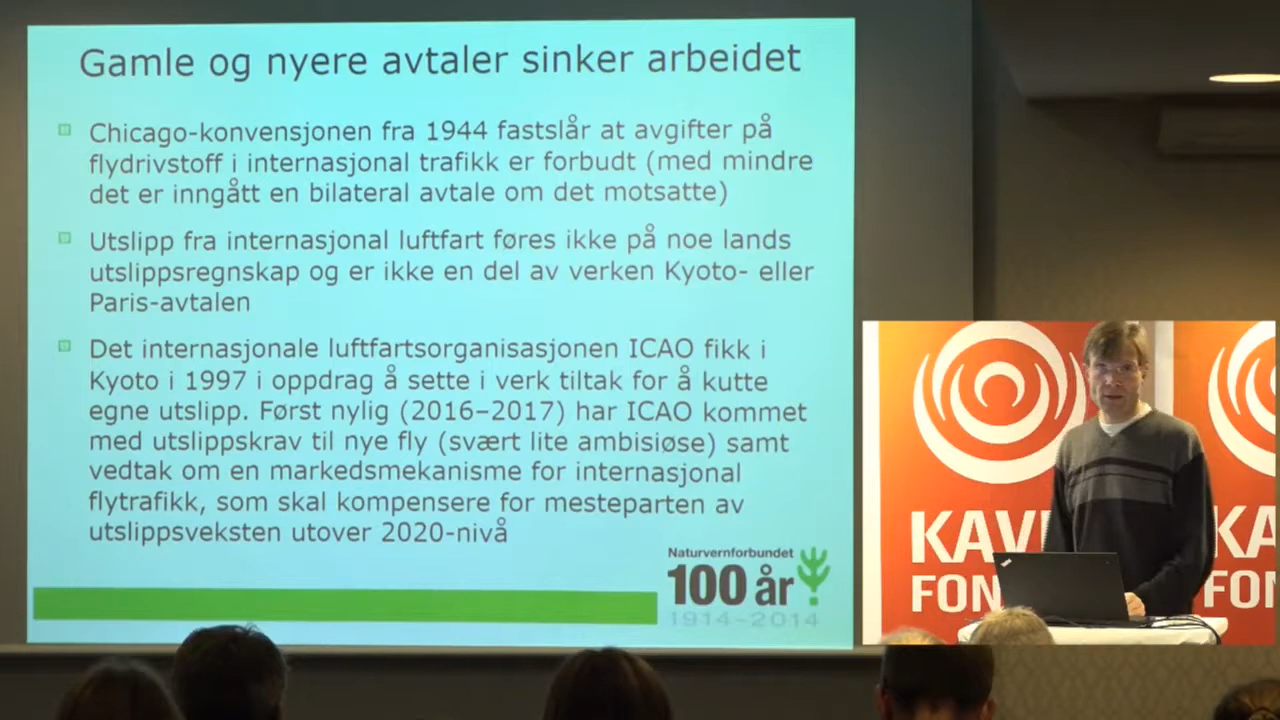 Gamle og nyere avtaler sinker arbeidet
Chicago-konvensjonen fra 1944 fastslår at avgifter på
flydrivstoff i internasjonal trafikk er forbudt (med mindre
det er inngått en bilateral avtale om det motsatte)
Utslipp fra internasjonal luftfart føres ikke på noe lands
utslippsregnskap og er ikke en del av verken Kyoto- eller
Paris-avtalen
Det internasjonale luftfartsorganisasjonen ICAO fikk i
Kyoto i 1997 i oppdrag å sette i verk tiltak for å kutte
egne utslipp. Først nylig (2016–2017) har ICAO kommet
med utslippskrav til nye fly (svært lite ambisiøse) samt
vedtak om en markedsmekanisme for internasjonal
flytrafikk, som skal kompensere for mesteparten av
utslippsveksten utover 2020-nivå
Naturvernforbundet
100 år
1914–2014
KAV
FON
KA
FON